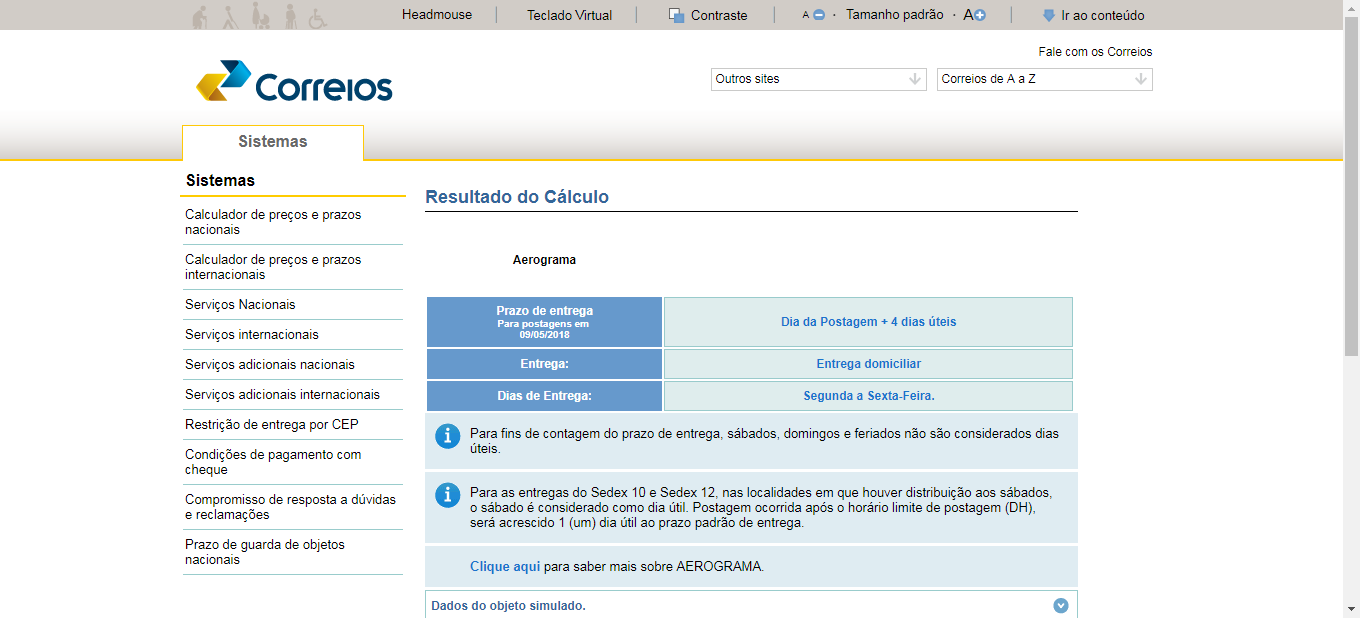 Headmouse
Teclado Virtual
Contraste
A · Tamanho padrão · A
Ir ao conteúdo
Fale com os Correios
Correios
Outros sites
Correios de A a Z
Sistemas
Sistemas
Calculador de preços e prazos
nacionais
Calculador de preços e prazos
internacionais
Serviços Nacionais
Serviços internacionais
Serviços adicionais nacionais
Serviços adicionais internacionais
Restrição de entrega por CEP
Condições de pagamento com
cheque
Compromisso de resposta a dúvidas
e reclamações
Prazo de guarda de objetos
nacionais
Resultado do Cálculo
Aerograma
Prazo de entrega
Para postagens em
09/05/2018
Dia da Postagem + 4 dias úteis
Entrega:
Entrega domiciliar
Dias de Entrega:
Segunda a Sexta-Feira.
Para fins de contagem do prazo de entrega, sábados, domingos e feriados não são considerados dias
úteis.
Para as entregas do Sedex 10 e Sedex 12, nas localidades em que houver distribuição aos sábados,
o sábado é considerado como dia útil. Postagem ocorrida após o horário limite de postagem (DH),
será acrescido 1 (um) dia útil ao prazo padrão de entrega.
Clique aqui para saber mais sobre AEROGRAMA.
Dados do objeto simulado.